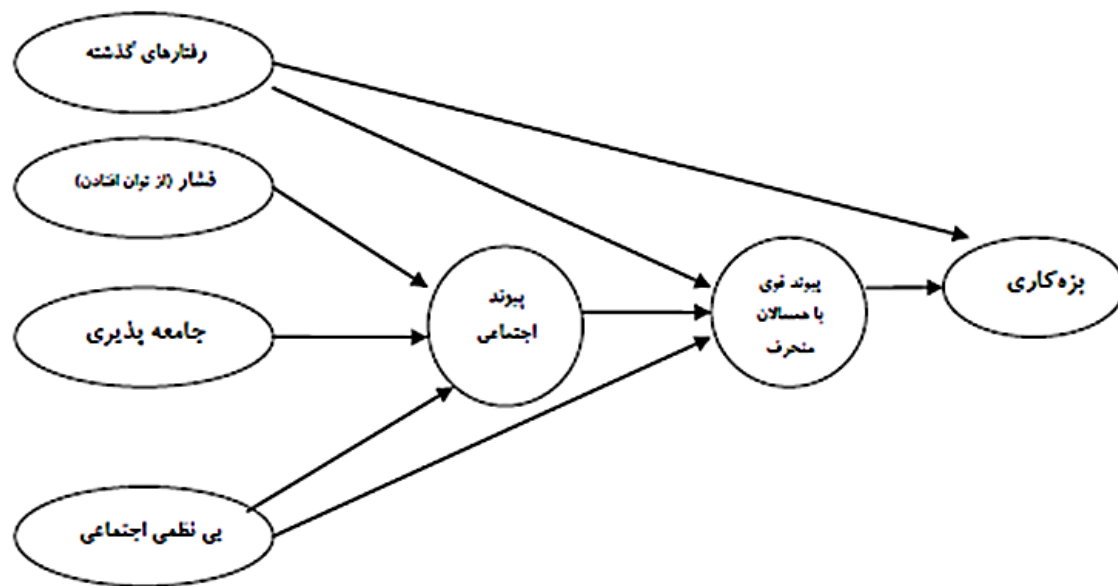 رفتارهای گذشته
فشار (از توان افتادن)
جامعه پذیری
بی نظمی اجتماعی
پیوند
اجتماعی
پیوند قوی
با همسالان
منحرف
بزه‌کاری